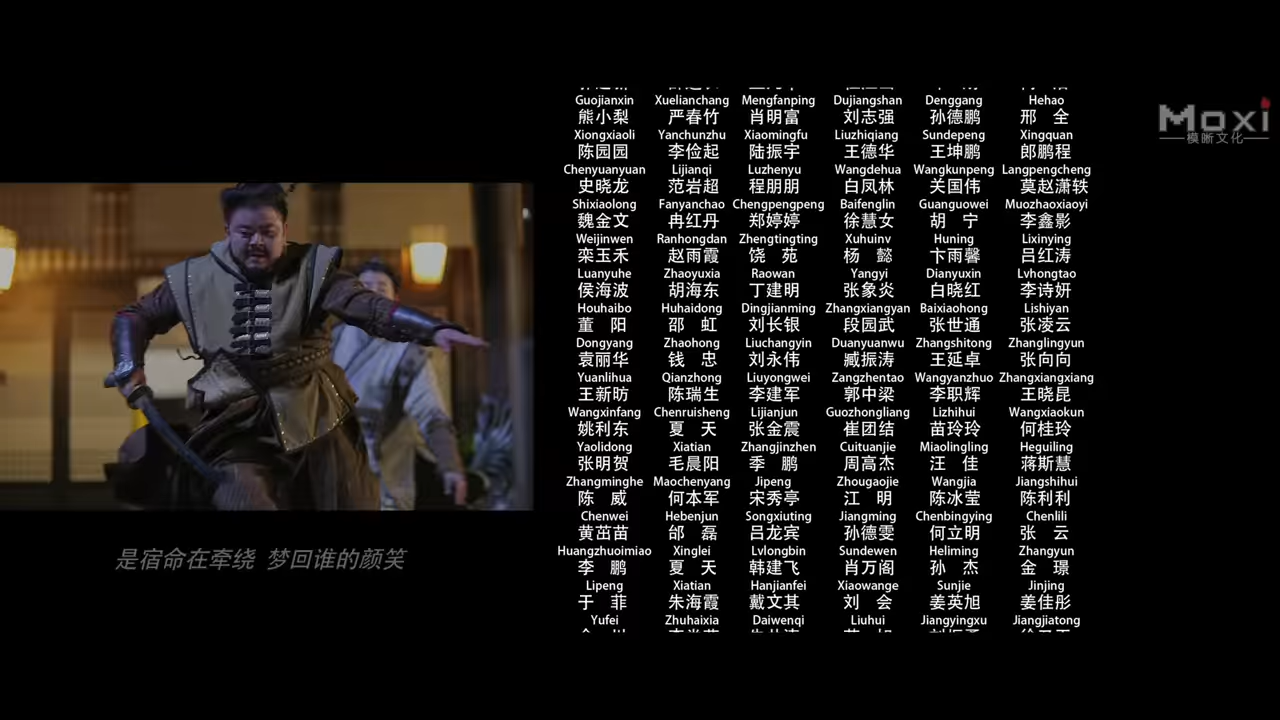 Guojianxin Xuelianchang Mengfanping Dujiangshan Denggang Hehao
熊小梨 严春竹 肖明富 刘志强 孙德鹏 邢 全
Xiongxiaoli Yanchunzhu Xiaomingfu Liuzhiqiang Sundepeng Xingquan
陈园园 李俭起 陆振宇 王德华 王坤鹏 郎鹏程
Chenyuanyuan Lijianqi Luzhenyu Wangdehua Wangkunpeng Langpengcheng
史晓龙 范岩超 程朋朋 白凤林 关国伟 莫赵潇轶
Shixiaolong Fanyanchao Chengpengpeng Baifenglin Guanguowei Muozhaoxiaoyi
魏金文 冉红丹 郑婷婷 徐慧女 胡 宁 李鑫影
Weijinwen Ranhongdan Zhengtingting Xuhuinv Huning Lixinying
栾玉禾 赵雨霞 饶 苑 杨 懿 卞雨馨 吕红涛
Luanyuhe Zhaoyuxia Raowan Yangyi Dianyuxin Lvhongtao
侯海波 胡海东 丁建明 张象炎 白晓红 李诗妍
Houhaibo Huhaidong Dingjianming Zhangxiangyan Baixiaohong Lishiyan
董 阳 邵 虹 刘长银 段园武 张世通 张凌云
Dongyang Zhaohong Liuchangyin Duanyuanwu Zhangshitong Zhanglingyun
袁丽华 钱 忠 刘永伟 臧振涛 王延卓 张向向
Yuanlihua Qianzhong Liuyongwei Zangzhentao Wangyanzhuo Zhangxiangxiang
王新昉 陈瑞生 李建军 郭中梁 李职辉 王晓昆
Wangxinfang Chenruisheng Lijianjun Guozhongliang Lizhihui Wangxiaokun
姚利东 夏 天 张金震 崔团结 苗玲玲 何桂玲
Yaolidong Xiatian Zhangjinzhen Cuituanjie Miaolingling Heguiling
张明贺 毛晨阳 季 鹏 周高杰 汪 佳 蒋斯慧
Zhangminghe Maochenyang Jipeng Zhougaojie Wangjia Jiangshihui
陈 威 何本军 宋秀亭 江 明 陈冰莹 陈利利
Chenwei Hebenjun Songxiuting Jiangming Chenbingying Chenlili
黄茁苗 邰 磊 吕龙宾 孙德雯 何立明 张 云
Huangzhuoimiao Xinglei Lvlongbin Sundewen Heliming Zhangyun
李 鹏 夏 天 韩建飞 肖万阁 孙 杰 金 璟
Lipeng Xiatian Hanjianfei Xiaowange Sunjie Jinjing
于 菲 朱海霞 戴文其 刘 会 姜英旭 姜佳彤
Yufei Zhuhaixia Daiwenqi Liuhui Jiangyingxu Jiangjiatong
Moxi
模晰文化
是宿命在牵绕 梦回谁的颜笑